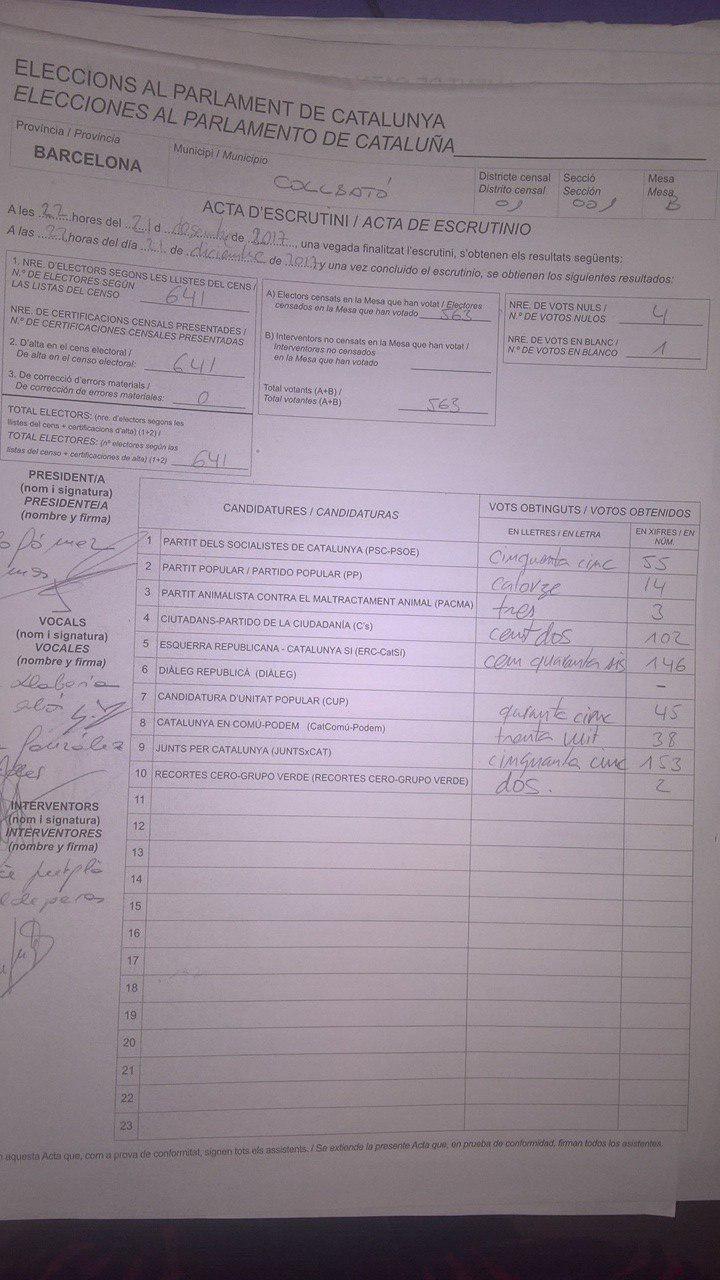 ELECCIONS AL PARLAMENT DE CATALUNYA
ELECCIONES AL PARLAMENTO DE CATALUÑA
Província / Provincia
BARCELONA
Municipi / Municipio
COLLBATÓ
Districte censal
Distrito censal
01
Secció
Sección
001
Mesa
Mesa
B
ACTA D'ESCRUTINI / ACTA DE ESCRUTINIO
A les 22 hores del 21 d desembre de 2017, una vegada finalitzat l'escrutini, s'obtenen els resultats següents:
A las 22 horas del día 21 de diciembre de 2017 y una vez concluido el escrutinio, se obtienen los siguientes resultados:
1. NRE. D'ELECTORS SEGONS LES LLISTES DEL CENS /
N.º DE ELECTORES SEGÚN
LAS LISTAS DEL CENSO 641
NRE. DE CERTIFICACIONS CENSALS PRESENTADES /
N.º DE CERTIFICACIONES CENSALES PRESENTADAS
2. D'alta en el cens electoral /
De alta en el censo electoral: 641
3. De correcció d'errors materials /
De corrección de errores materiales: 0
TOTAL ELECTORS: (nre. d'electors segons les
llistes del cens + certificacions d'alta) (1+2) /
TOTAL ELECTORES: (nº electores según las
listas del censo + certificaciones de alta) (1+2) 641
A) Electors censats en la Mesa que han votat / Electores
censados en la Mesa que han votado 563
B) Interventors no censats en la Mesa que han votat /
Interventores no censados
en la Mesa que han votado
Total votants (A+B) /
Total votantes (A+B) 563
NRE. DE VOTS NULS /
N.º DE VOTOS NULOS 4
NRE. DE VOTS EN BLANC /
N.º DE VOTOS EN BLANCO 1
PRESIDENT/A
(nom i signatura)
PRESIDENTE/A
(nombre y firma)
VOCALS
(nom i signatura)
VOCALES
(nombre y firma)
González
INTERVENTORS
(nom i signatura)
INTERVENTORES
(nombre y firma)
CANDIDATURES / CANDIDATURAS
VOTS OBTINGUTS / VOTOS OBTENIDOS
EN LLETRES / EN LETRA
EN XIFRES / EN NÚM.
1 PARTIT DELS SOCIALISTES DE CATALUNYA (PSC-PSOE) Cinquanta cinc 55
2 PARTIT POPULAR / PARTIDO POPULAR (PP) catorze 14
3 PARTIT ANIMALISTA CONTRA EL MALTRACTAMENT ANIMAL (PACMA) tres 3
4 CIUTADANS-PARTIDO DE LA CIUDADANÍA (C's) cent dos 102
5 ESQUERRA REPUBLICANA - CATALUNYA SI (ERC-CatSí) cem quaranta sis 146
6 DIÀLEG REPUBLICÀ (DIÀLEG) -
7 CANDIDATURA D'UNITAT POPULAR (CUP) quranta cinc 45
8 CATALUNYA EN COMÚ-PODEM (CatComú-Podem) trenta vuit 38
9 JUNTS PER CATALUNYA (JUNTSxCAT) cinquanta cinc 153
10 RECORTES CERO-GRUPO VERDE (RECORTES CERO-GRUPO VERDE) dos. 2
11
12
13
14
15
16
17
18
19
20
21
22
23
aquesta Acta que, com a prova de conformitat, signen tots els assistents. / Se extiende la presente Acta que, en prueba de conformidad, firman todos los asistentes.